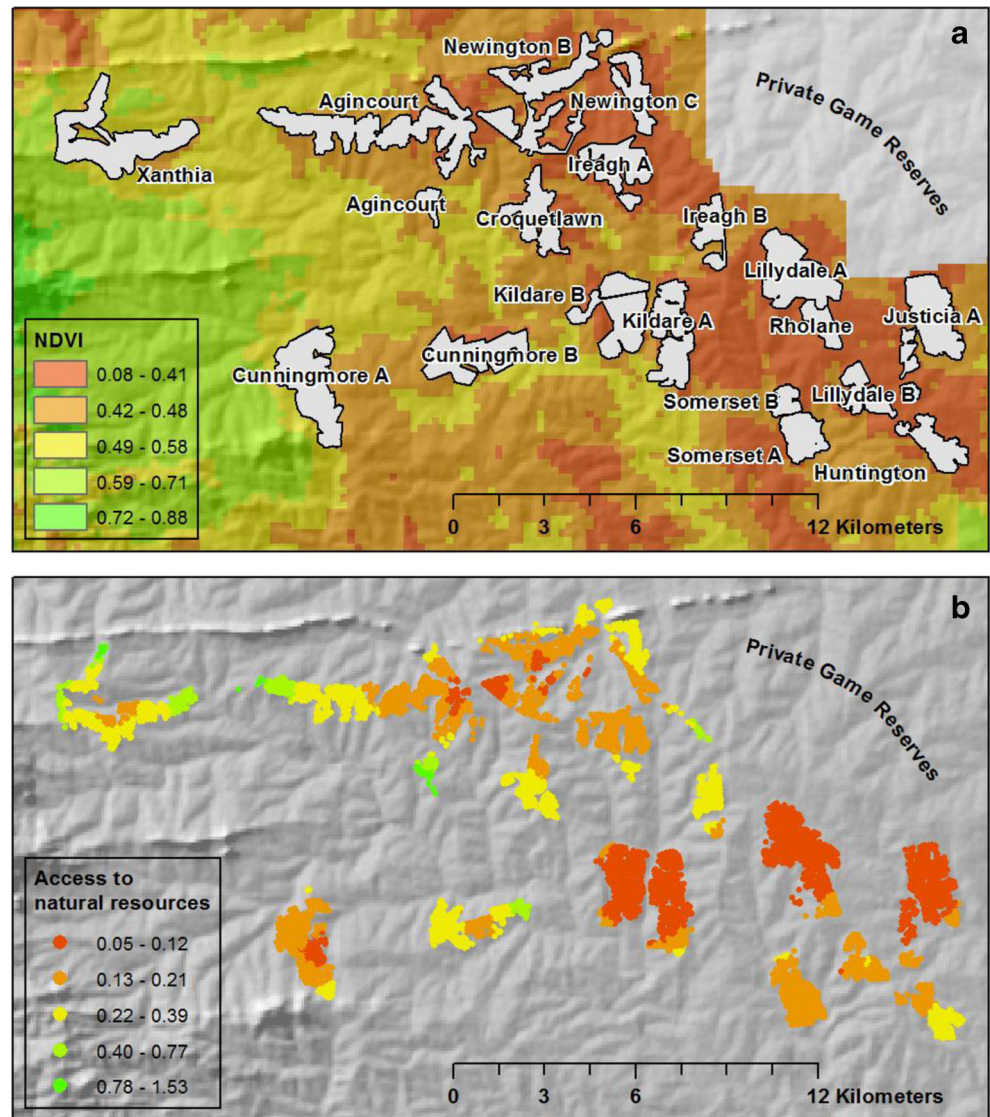 a
Newington B
Private Game Reserves
Agincourt
Newington C
Ireagh A
Xanthia
Agincourt
Croquetlawn
Ireagh B
Lillydale A
Kildare B
Kildare A
Rholane
Justicia A
NDVI
0.08 - 0.41
0.42 - 0.48
0.49 - 0.58
0.59 - 0.71
0.72 - 0.88
Cunningmore A
Cunningmore B
Somerset B
Lillydale B
Somerset A
Huntington
0 3 6 12 Kilometers
b
Private Game Reserves
Access to
natural resources
0.05 - 0.12
0.13 - 0.21
0.22 - 0.39
0.40 - 0.77
0.78 - 1.53
0 3 6 12 Kilometers